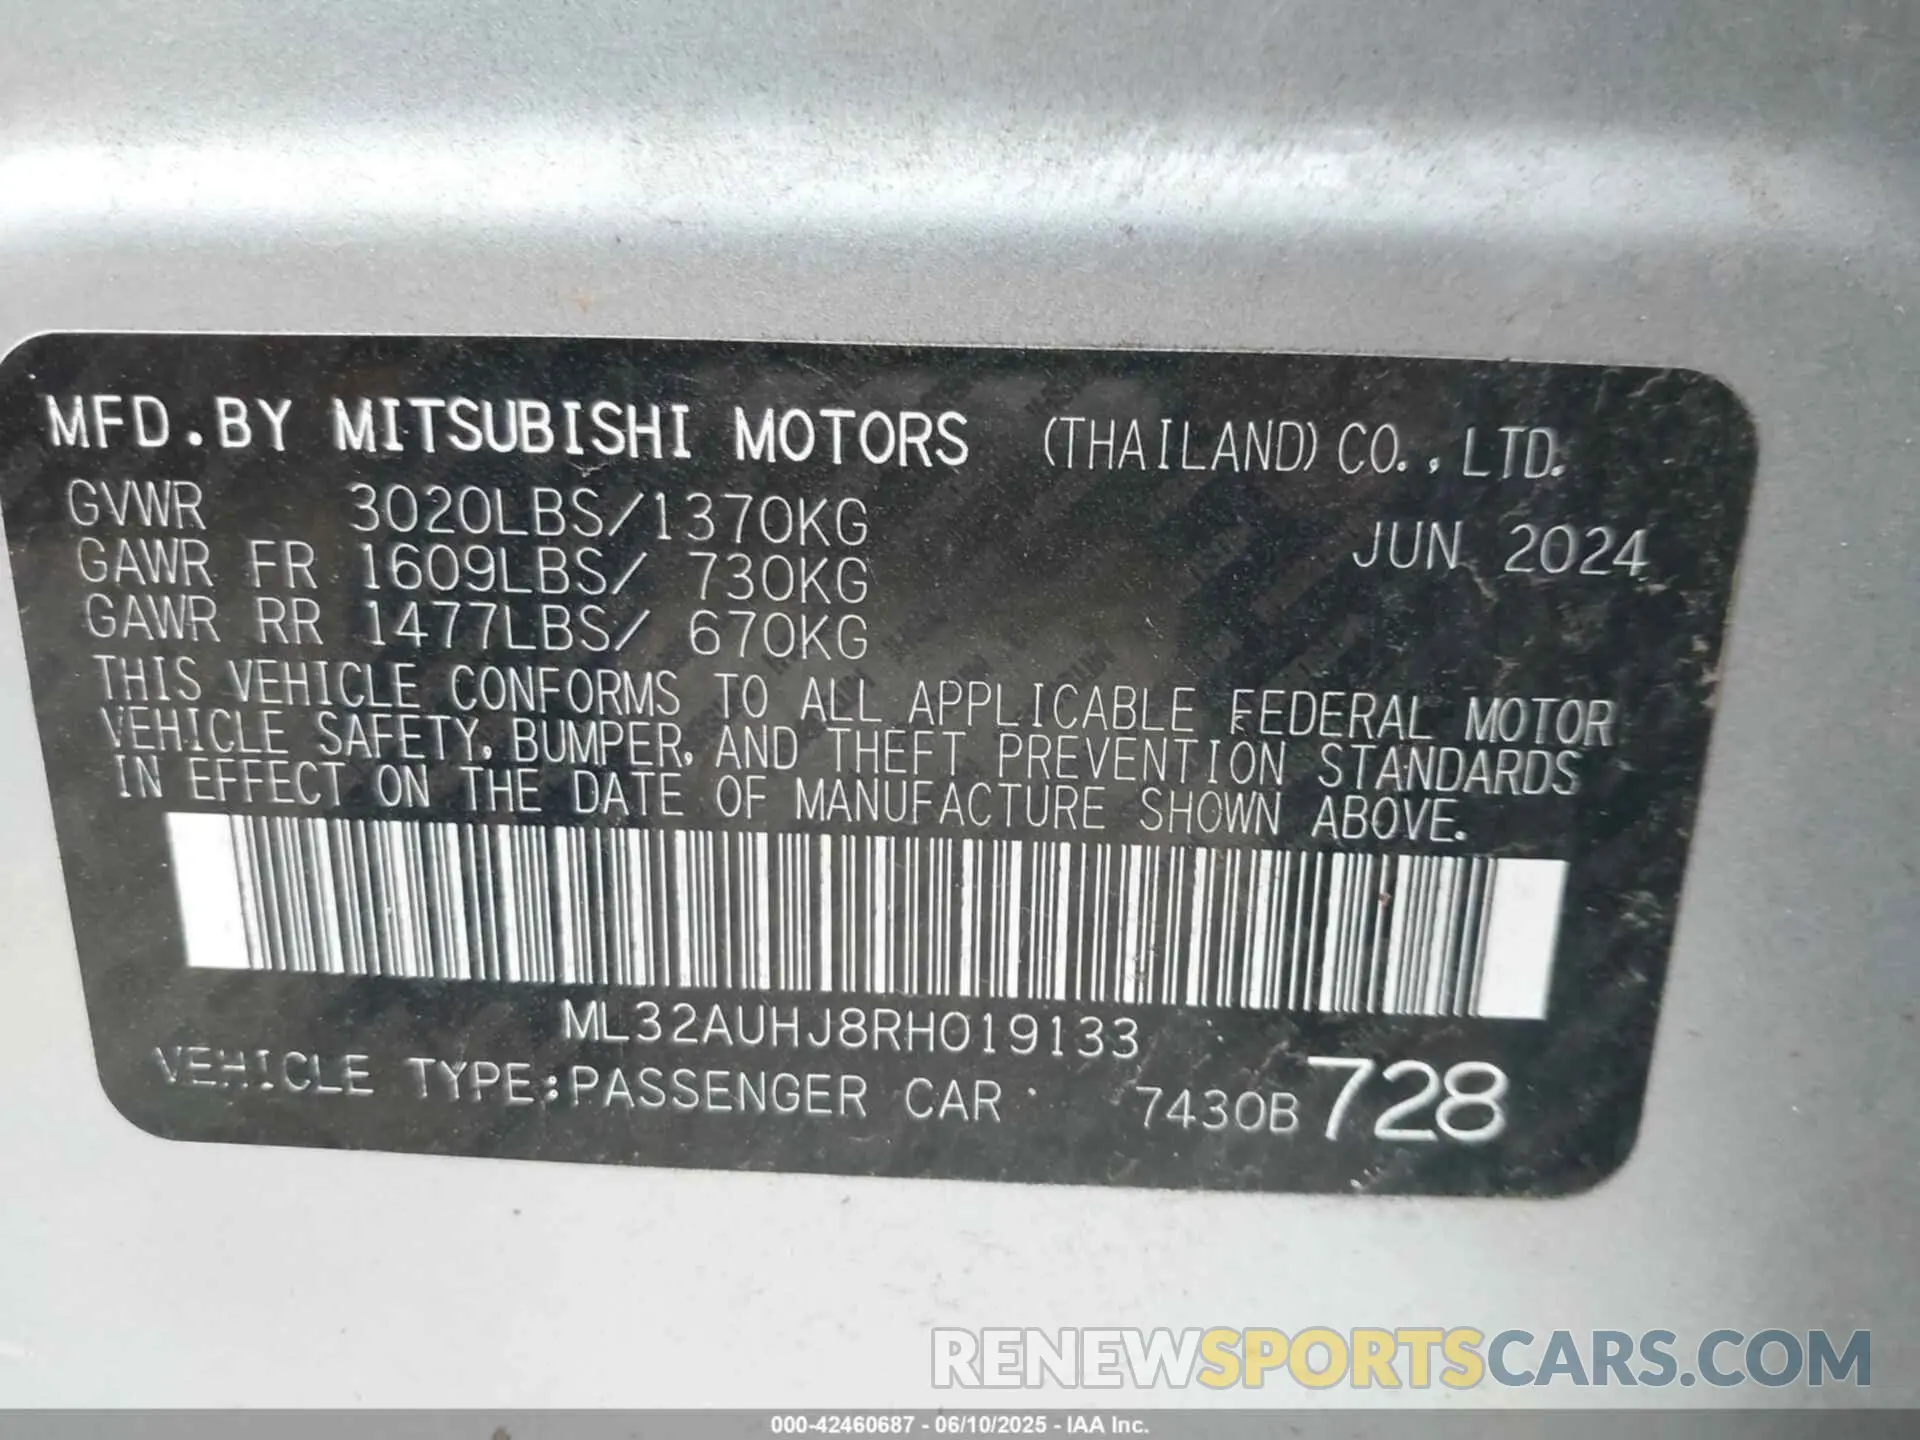 MFD.BY MITSUBISHI MOTORS (THAILAND) CO., LTD.
GVWR 3020LBS/1370KG JUN 2024
GAWR FR 1609LBS/ 730KG
GAWR RR 1477LBS/ 670KG
THIS VEHICLE CONFORMS TO ALL APPLICABLE FEDERAL MOTOR
VEHICLE SAFETY, BUMPER, AND THEFT PREVENTION STANDARDS
IN EFFECT ON THE DATE OF MANUFACTURE SHOWN ABOVE.
ML32AUHJ8RH019133
VEHICLE TYPE:PASSENGER CAR 7430B 728
RENEWSPORTSCARS.COM
000-42460687 - 06/10/2025 - IAA Inc.